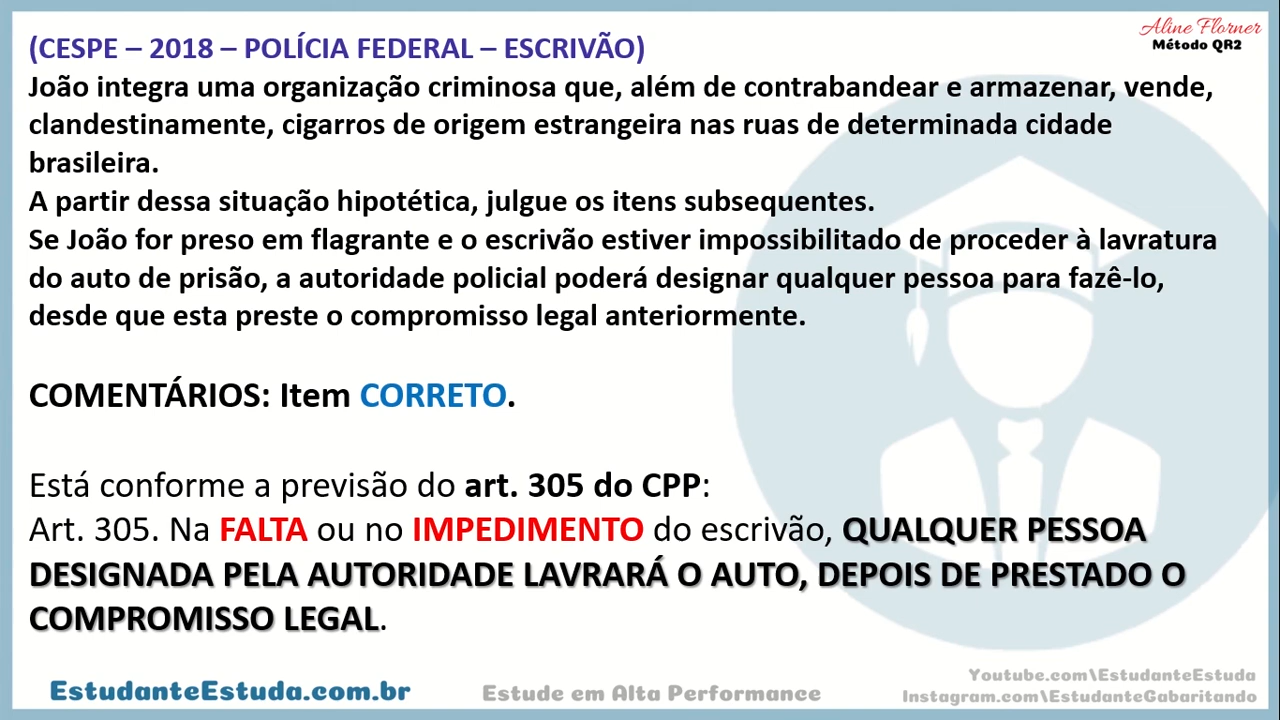 Aline Florner
Método QR2
(CESPE – 2018 – POLÍCIA FEDERAL – ESCRIVÃO)
João integra uma organização criminosa que, além de contrabandear e armazenar, vende,
clandestinamente, cigarros de origem estrangeira nas ruas de determinada cidade
brasileira.
A partir dessa situação hipotética, julgue os itens subsequentes.
Se João for preso em flagrante e o escrivão estiver impossibilitado de proceder à lavratura
do auto de prisão, a autoridade policial poderá designar qualquer pessoa para fazê-lo,
desde que esta preste o compromisso legal anteriormente.
COMENTÁRIOS: Item CORRETO.
Está conforme a previsão do art. 305 do CPP:
Art. 305. Na FALTA ou no IMPEDIMENTO do escrivão, QUALQUER PESSOA
DESIGNADA PELA AUTORIDADE LAVRARÁ O AUTO, DEPOIS DE PRESTADO O
COMPROMISSO LEGAL.
EstudanteEstuda.com.br
Estude em Alta Performance
Youtube.com\EstudanteEstuda
Instagram.com\EstudanteGabaritando